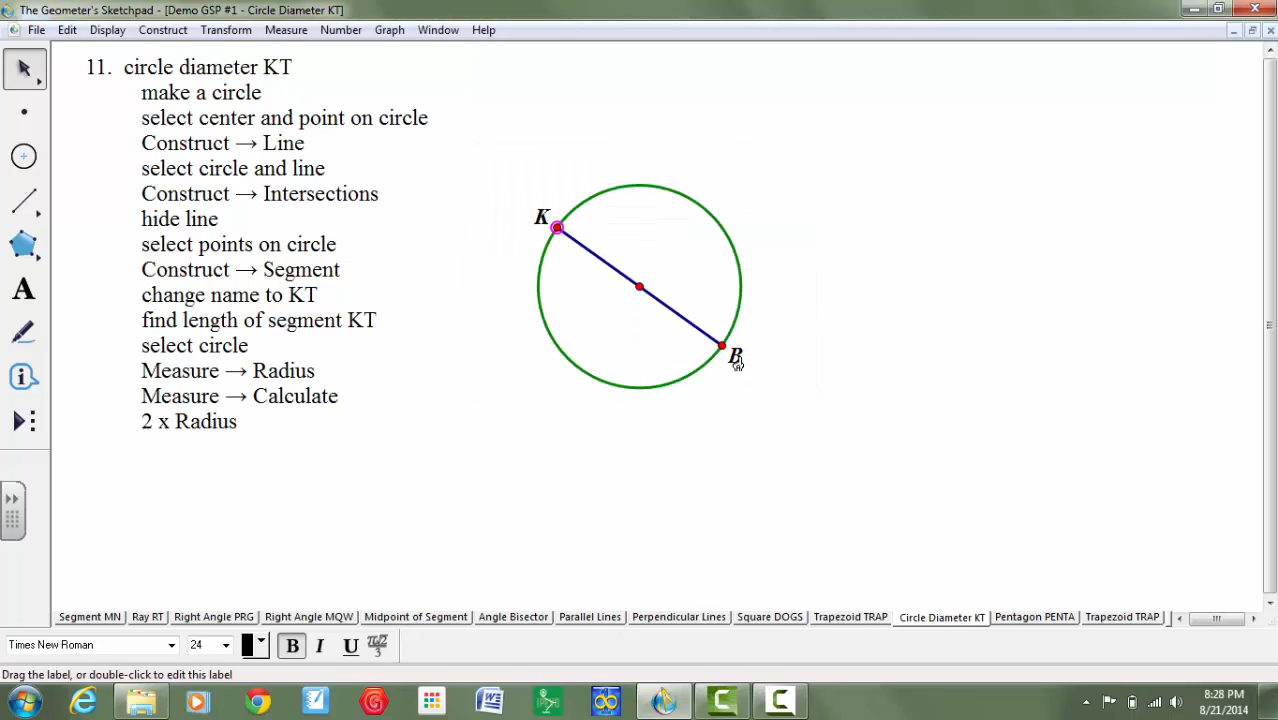 The Geometer's Sketchpad - [Demo GSP #1 - Circle Diameter KT]
File Edit Display Construct Transform Measure Number Graph Window Help
11. circle diameter KT
make a circle
select center and point on circle
Construct → Line
select circle and line
Construct → Intersections
hide line
select points on circle
Construct → Segment
change name to KT
find length of segment KT
select circle
Measure → Radius
Measure → Calculate
2 x Radius
K
B
A
Segment MN Ray RT Right Angle PRG Right Angle MQW Midpoint of Segment Angle Bisector Parallel Lines Perpendicular Lines Square DOGS Trapezoid TRAP Circle Diameter KT Pentagon PENTA Trapezoid TRAP
Times New Roman 24 B I U
Drag the label, or double-click to edit this label
8:28 PM
8/21/2014